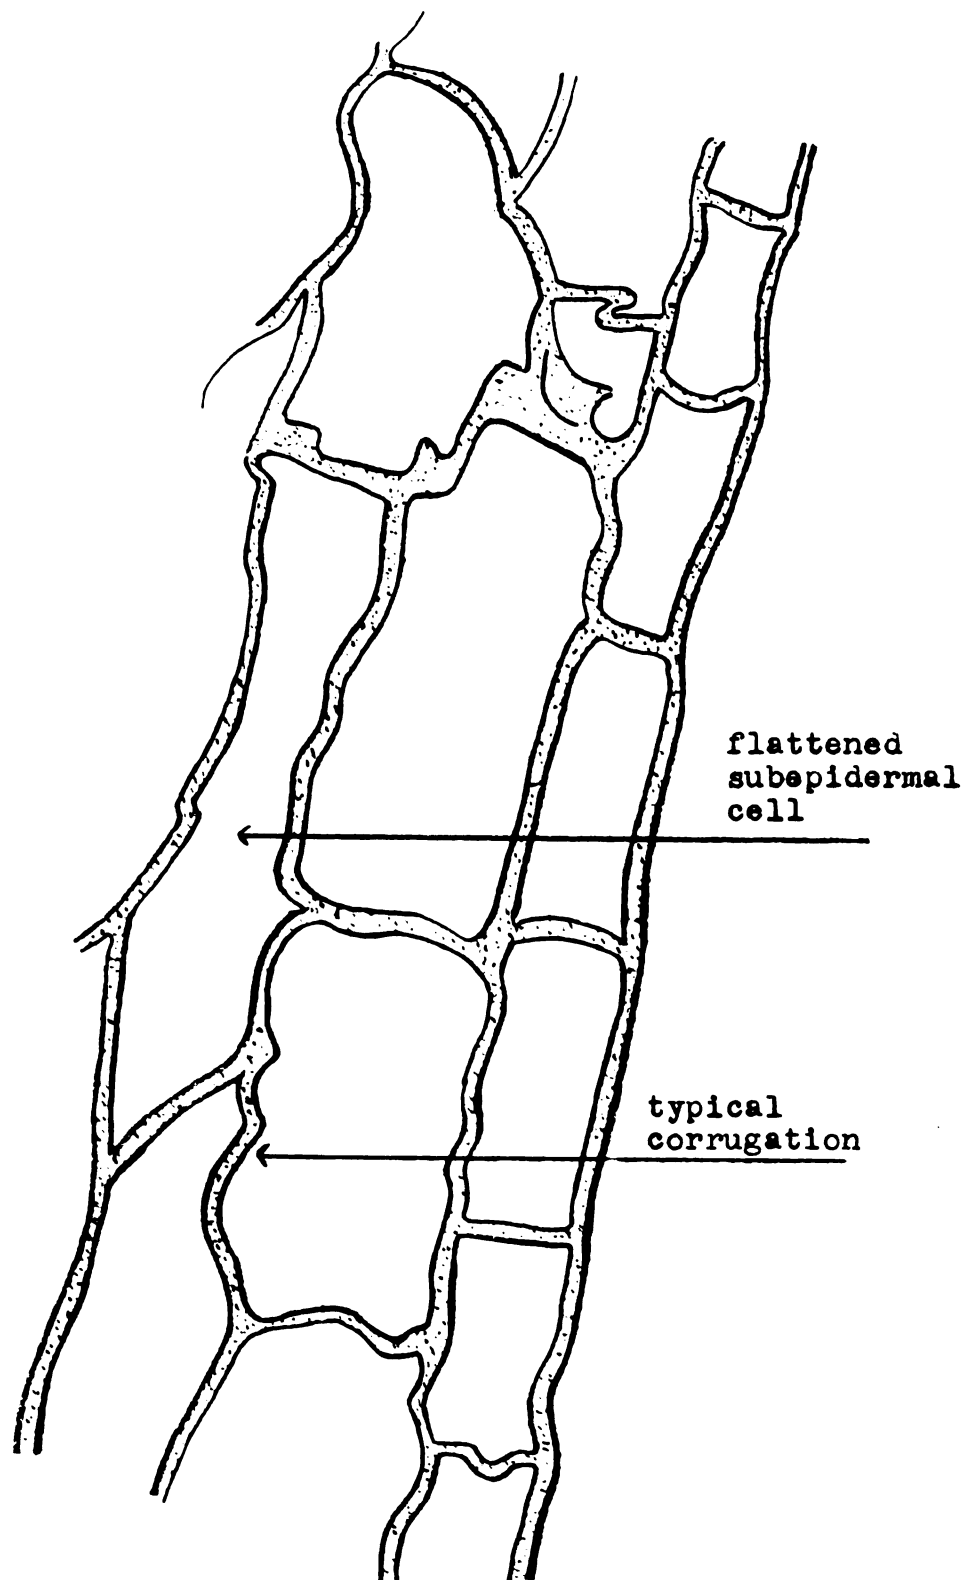 flattened
subepidermal
cell
typical
corrugation